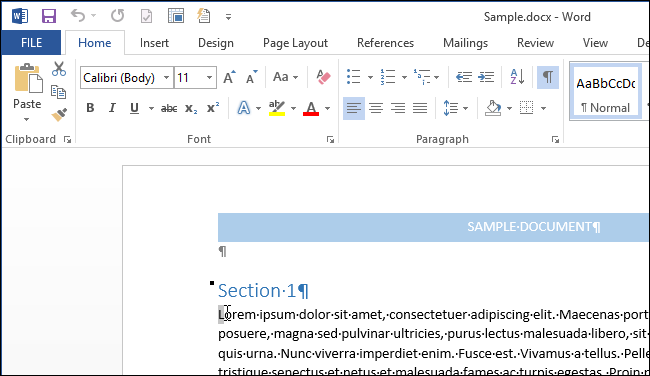 Sample.docx - Word
FILE Home Insert Design Page Layout References Mailings Review View De
Calibri (Body) 11 A A Aa A AaBbCcDc
Paste B I U abc X₂ X² A ab A ¶ Normal
Clipboard Font Paragraph
SAMPLE·DOCUMENT¶
¶
Section·1¶
Lorem·ipsum·dolor·sit·amet,·consectetuer·adipiscing·elit.·Maecenas·port
posuere,·magna·sed·pulvinar·ultricies,·purus·lectus·malesuada·libero,·sit·
quis·urna.·Nunc·viverra·imperdiet·enim.·Fusce·est.·Vivamus·a·tellus.·Pelle
tristique·senectus·et·netus·et·malesuada·fames·ac·turpis·egestas.·Proin·